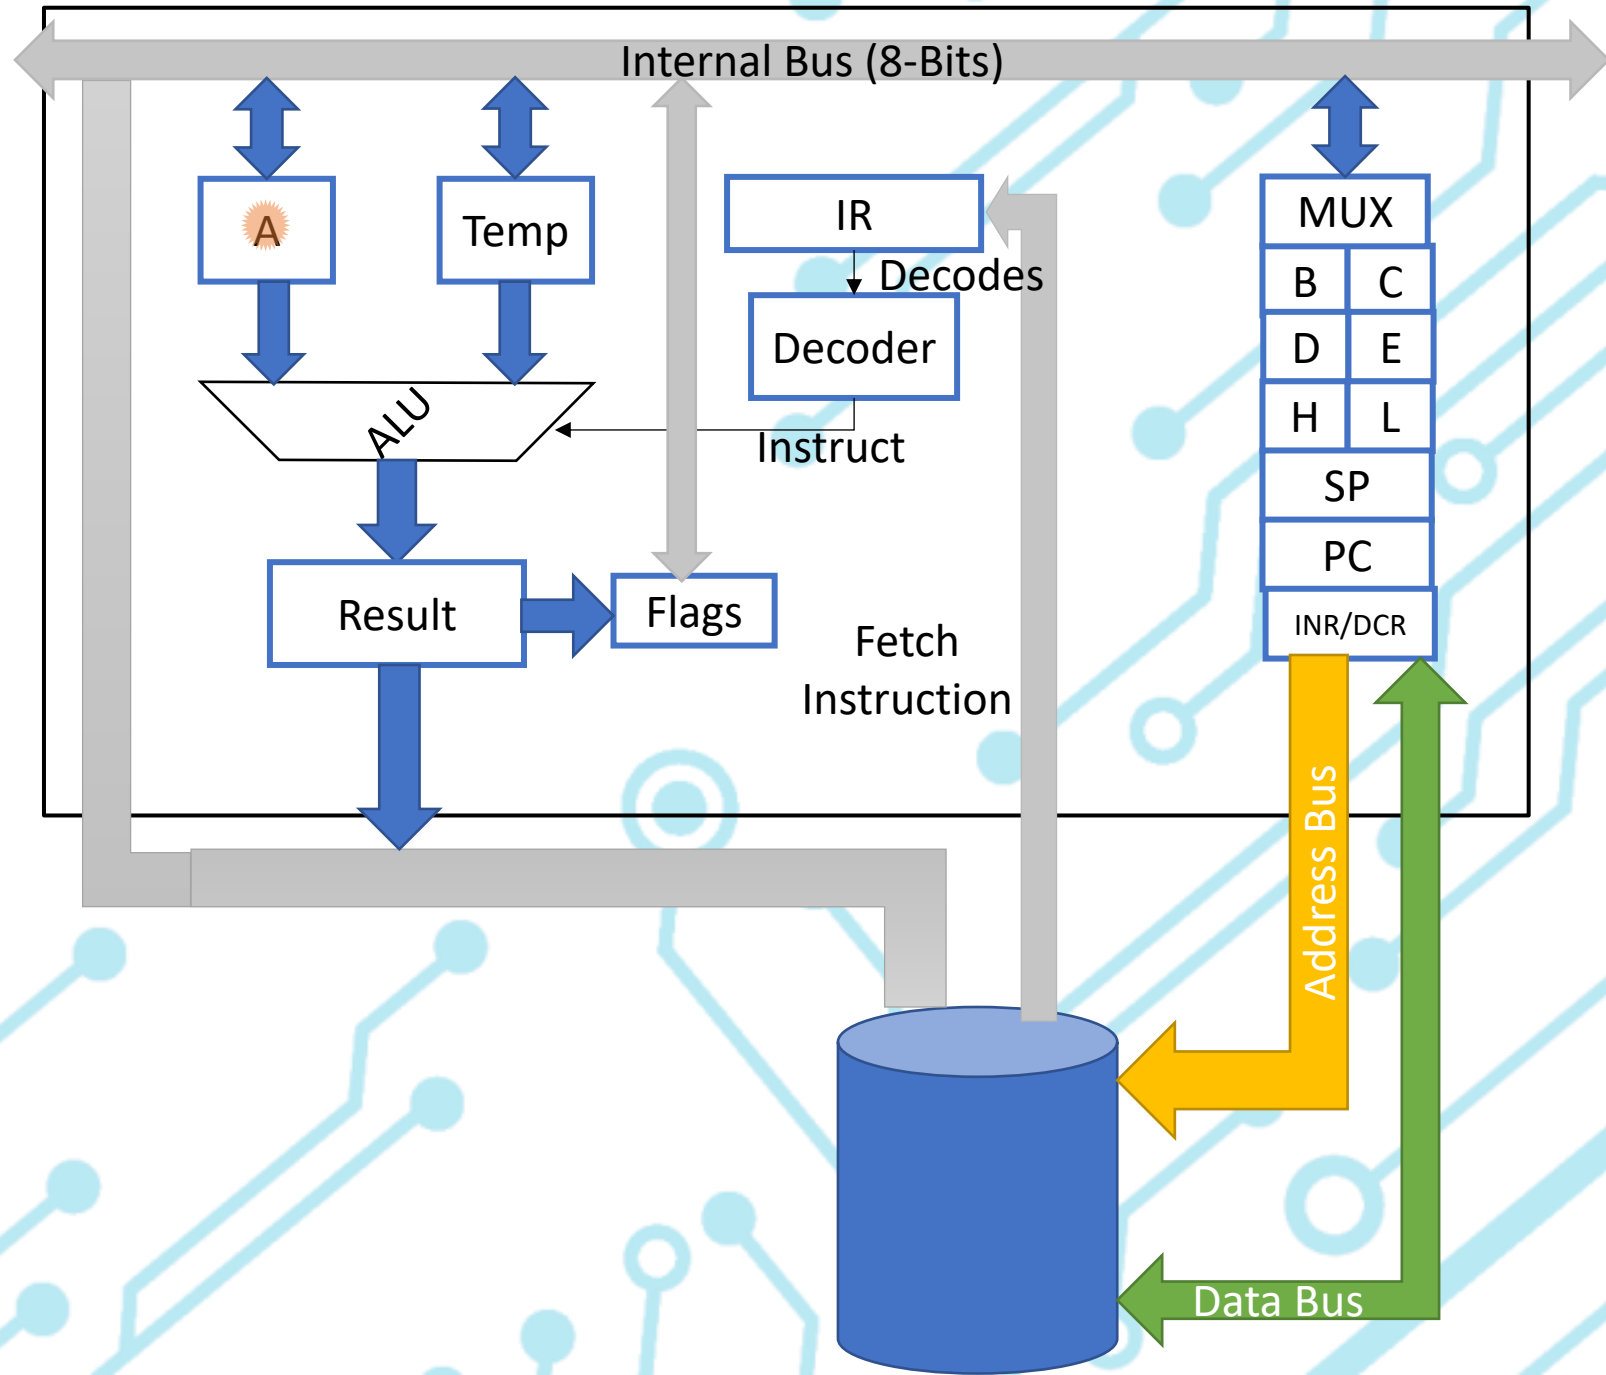 Internal Bus (8-Bits)
A
Temp
IR
MUX
Decodes
B
C
Decoder
D
E
ALU
H
L
Instruct
SP
PC
Result
Flags
INR/DCR
Fetch
Instruction
Address Bus
Data Bus